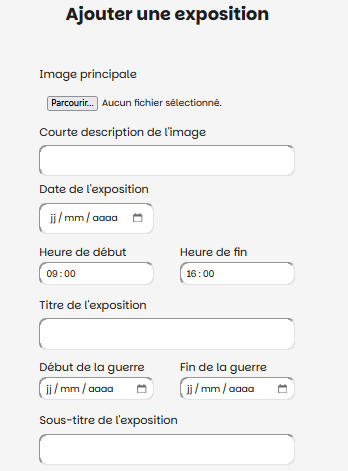 Ajouter une exposition
Image principale
Parcourir... Aucun fichier sélectionné.
Courte description de l'image
Date de l'exposition
jj / mm / aaaa
Heure de début Heure de fin
09 : 00 16 : 00
Titre de l'exposition
Début de la guerre Fin de la guerre
jj / mm / aaaa jj / mm / aaaa
Sous-titre de l'exposition